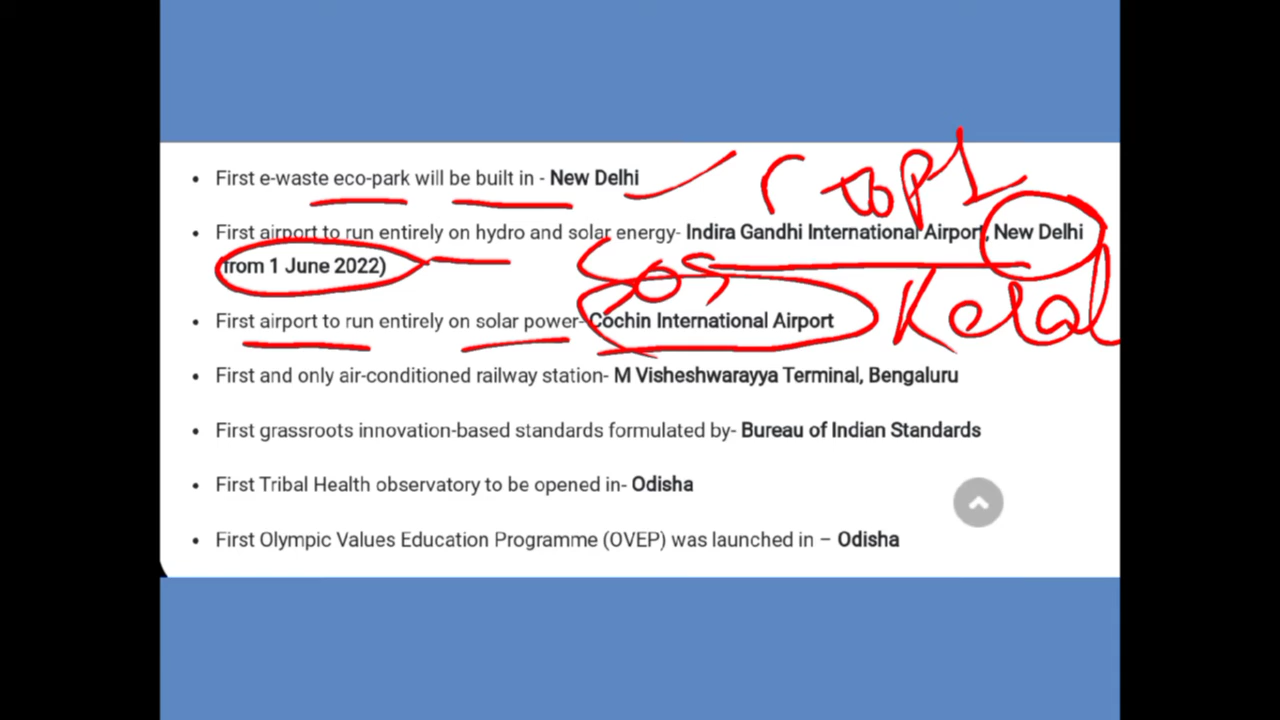 • First e-waste eco-park will be built in - New Delhi
• First airport to run entirely on hydro and solar energy- Indira Gandhi International Airport, New Delhi
from 1 June 2022)
• First airport to run entirely on solar power- Cochin International Airport
Keral
• First and only air-conditioned railway station- M Visheshwarayya Terminal, Bengaluru
• First grassroots innovation-based standards formulated by- Bureau of Indian Standards
• First Tribal Health observatory to be opened in- Odisha
• First Olympic Values Education Programme (OVEP) was launched in – Odisha